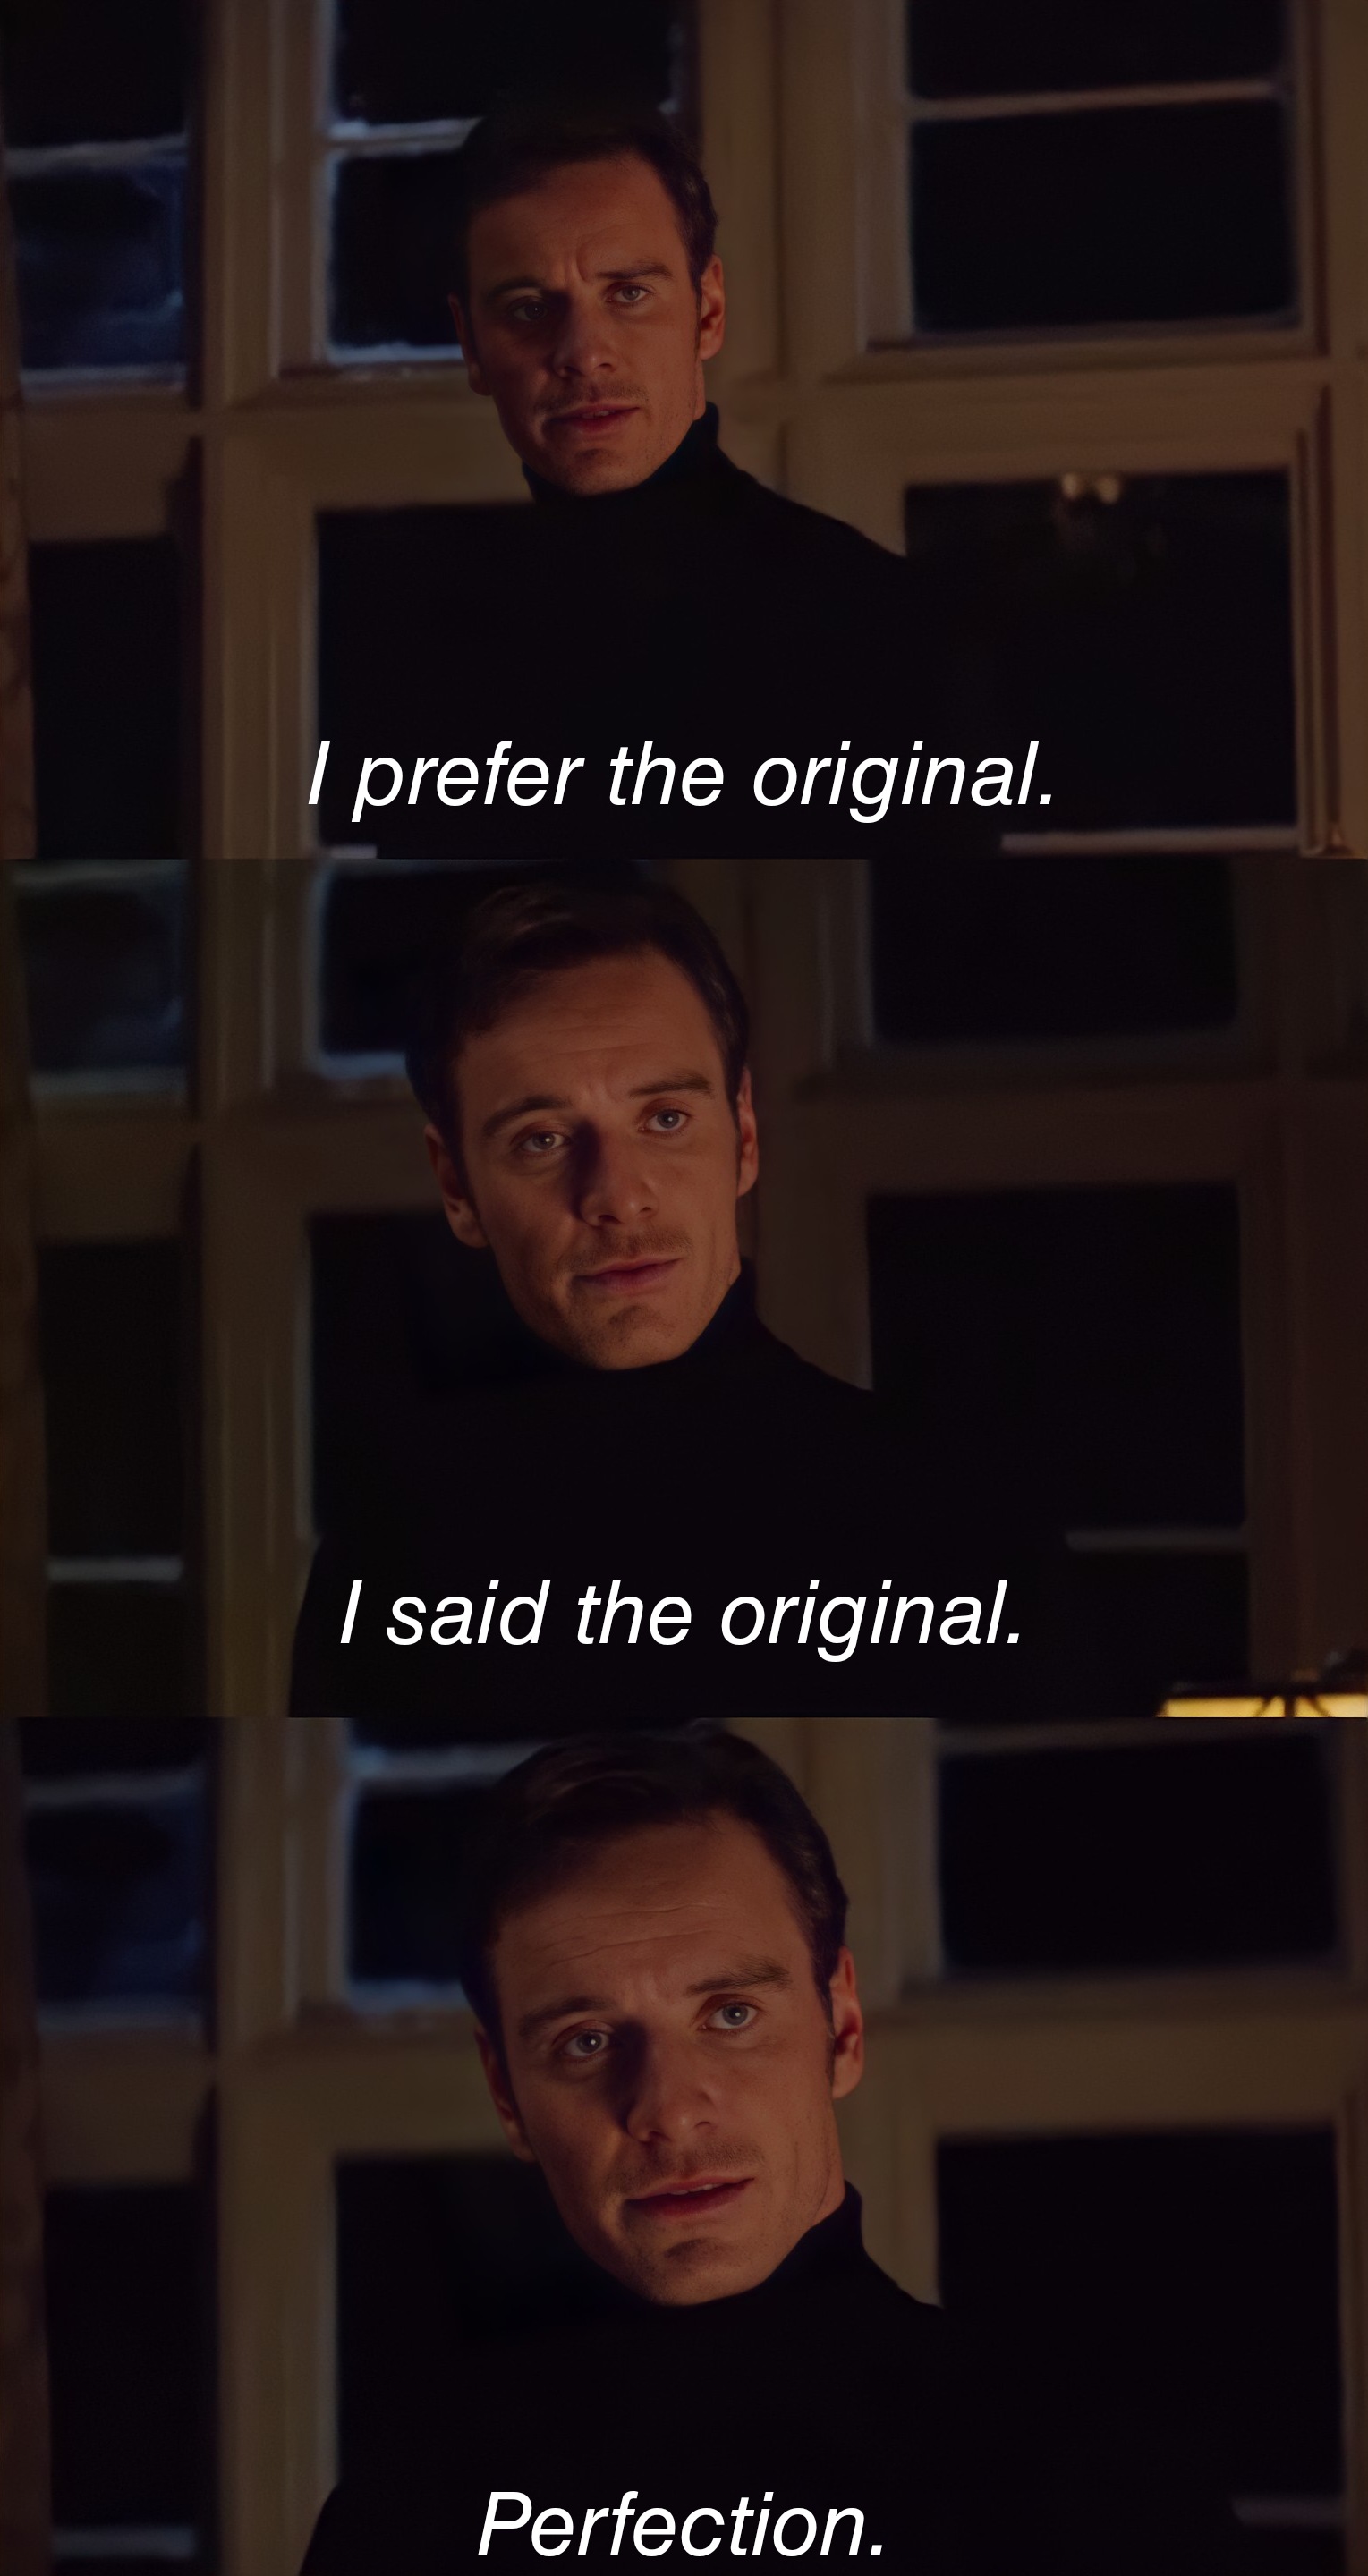 I prefer the original.
I said the original.
Perfection.